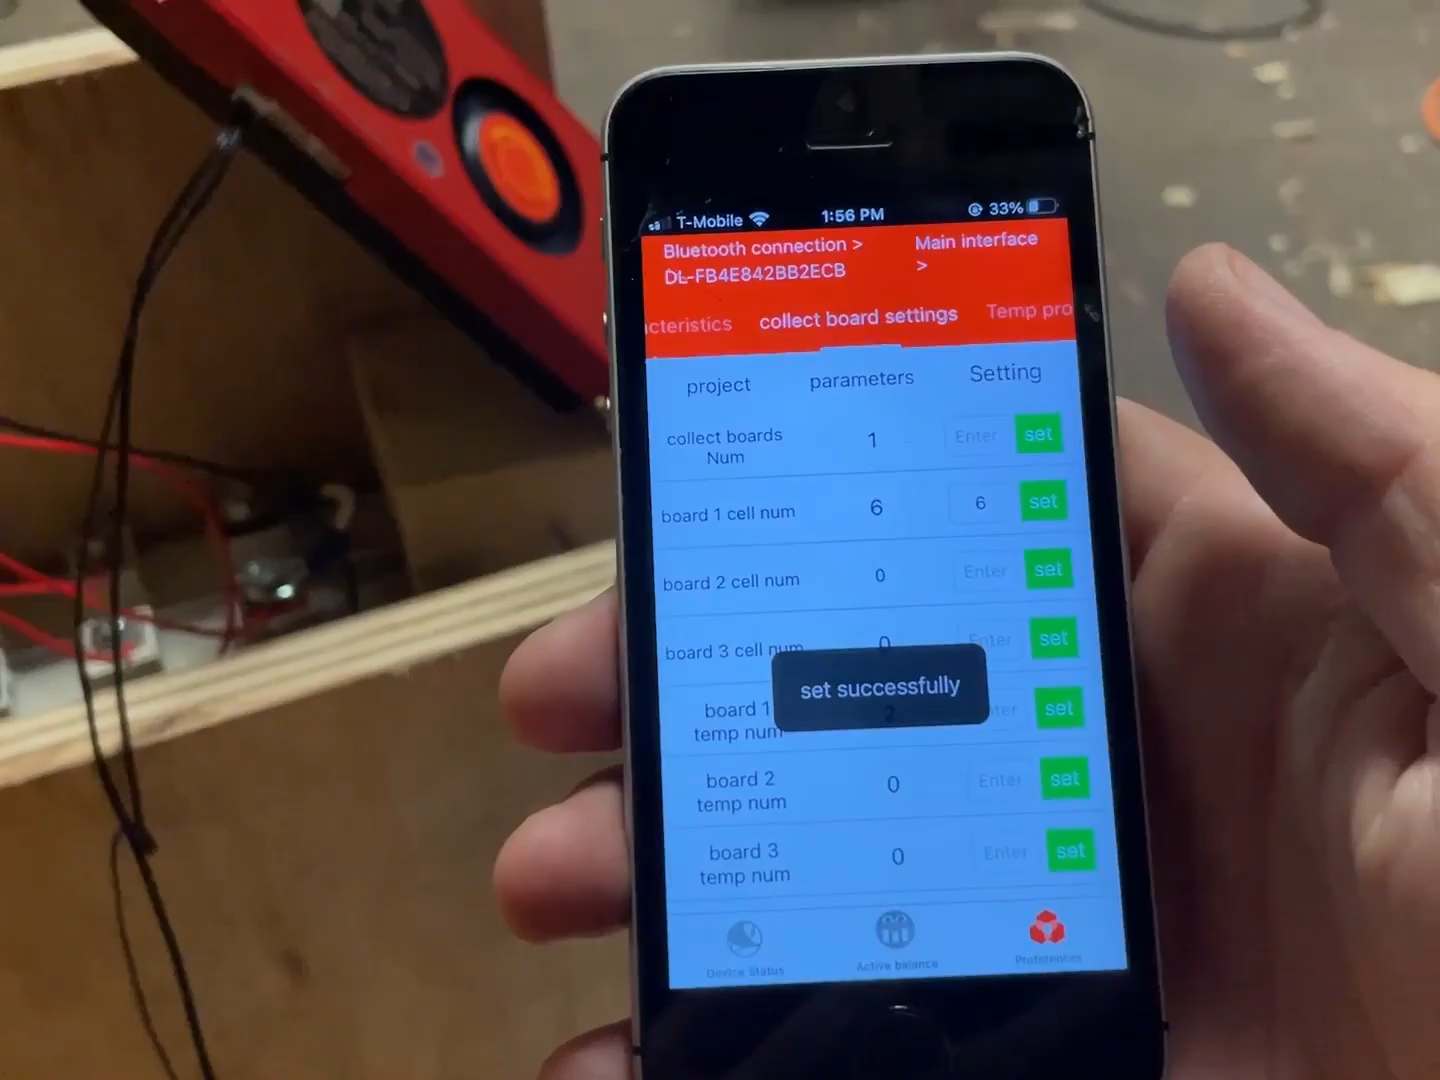 T-Mobile 1:56 PM 33%
Bluetooth connection > Main interface
DL-FB4E842BB2ECB >
cteristics collect board settings Temp pro
project parameters Setting
collect boards 1 Enter set
Num
board 1 cell num 6 6 set
board 2 cell num 0 Enter set
board 3 cell num 0 Enter set
set successfully
board 1 2 nter set
temp num
board 2 0 Enter set
temp num
board 3 0 Enter set
temp num
Device Status Active balance Preferences